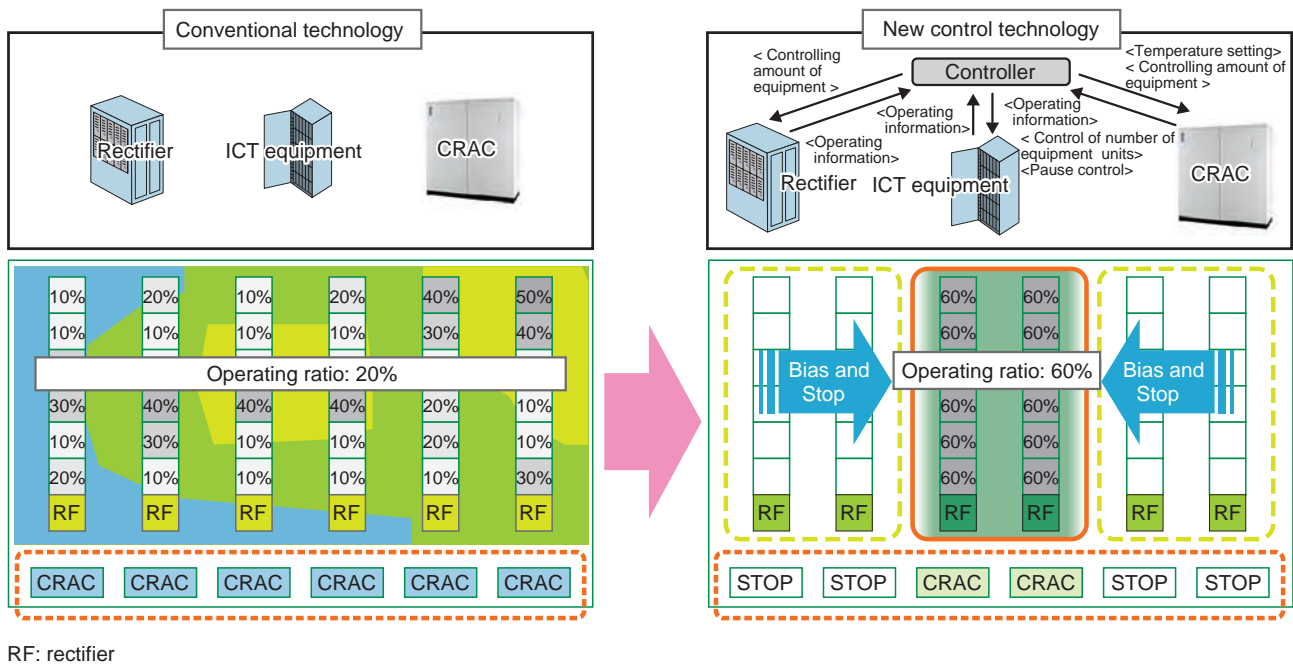 Conventional technology
Rectifier
ICT equipment
CRAC
10% 20% 10% 20% 40% 50%
10% 10% 10% 10% 30% 40%
Operating ratio: 20%
30% 40% 40% 40% 20% 10%
10% 30% 10% 10% 20% 10%
20% 10% 10% 10% 10% 30%
RF RF RF RF RF RF
CRAC CRAC CRAC CRAC CRAC CRAC
New control technology
< Controlling
amount of
equipment >
Controller
<Temperature setting>
< Controlling amount of
equipment >
<Operating
information>
<Operating
information>
<Operating
information>
< Control of number of
equipment units>
<Pause control>
Rectifier
ICT equipment
CRAC
60% 60%
60% 60%
Bias and
Stop
Operating ratio: 60%
Bias and
Stop
60% 60%
60% 60%
60% 60%
RF RF RF RF RF RF
STOP STOP CRAC CRAC STOP STOP
RF: rectifier